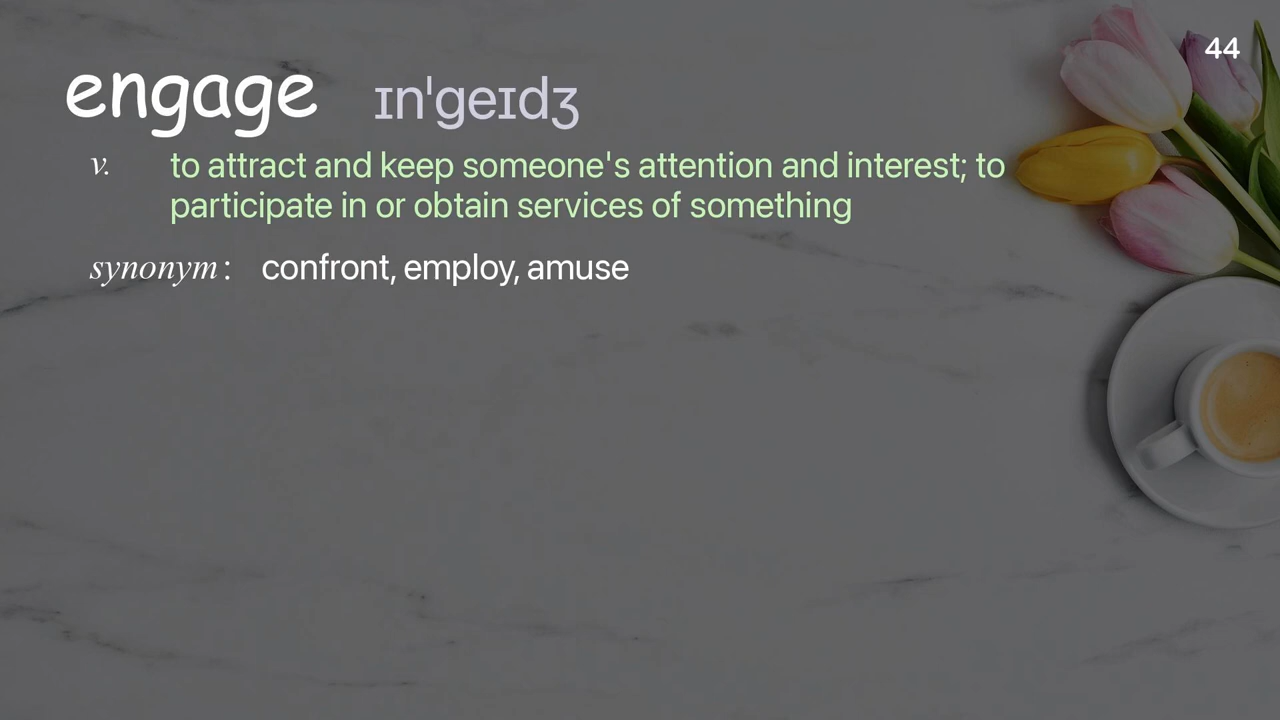 44
engage ɪnˈgeɪdʒ
v. to attract and keep someone's attention and interest; to
participate in or obtain services of something
synonym : confront, employ, amuse